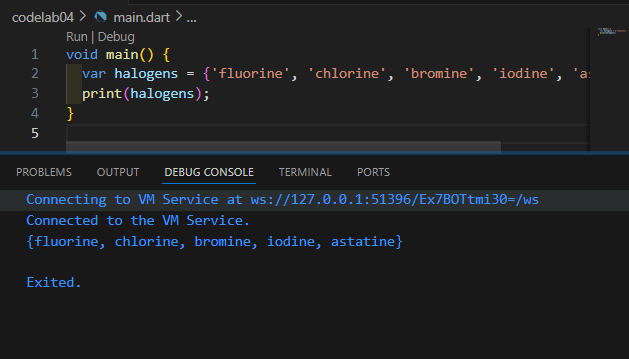 codelab04 > main.dart > ...
Run | Debug
1 void main() {
2 var halogens = {'fluorine', 'chlorine', 'bromine', 'iodine', 'as
3 print(halogens);
4 }
5
PROBLEMS OUTPUT DEBUG CONSOLE TERMINAL PORTS
Connecting to VM Service at ws://127.0.0.1:51396/Ex7BOTtmi30=/ws
Connected to the VM Service.
{fluorine, chlorine, bromine, iodine, astatine}
Exited.